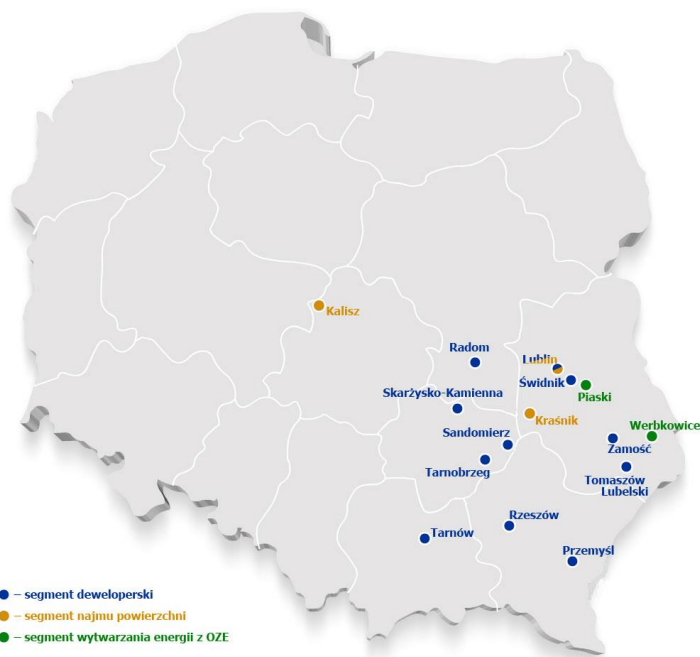 Kalisz
Radom
Lublin
Świdnik
Piaski
Skarżysko-Kamienna
Kraśnik
Sandomierz
Werbkowice
Zamość
Tarnobrzeg
Tomaszów
Lubelski
Rzeszów
Tarnów
Przemyśl
– segment deweloperski
– segment najmu powierzchni
– segment wytwarzania energii z OZE